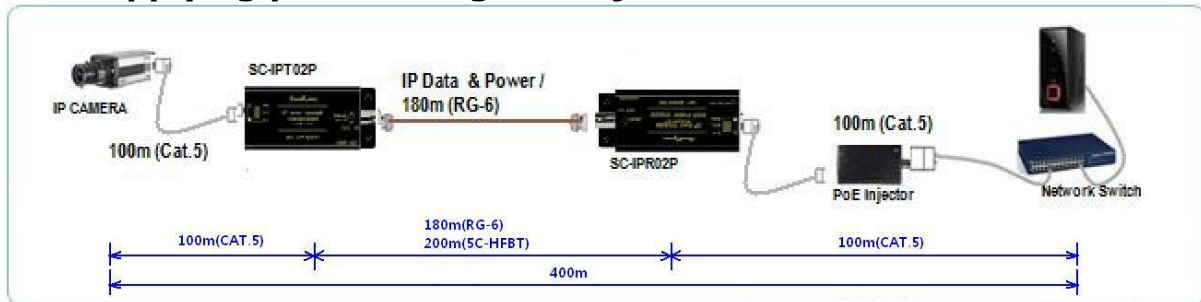 SC-IPT02P
IP Data & Power /
180m (RG-6)
IP CAMERA
100m (Cat.5)
100m (Cat.5)
SC-IPR02P
PoE Injector
Network Switch
180m(RG-6)
100m(CAT.5)
200m(5C-HFBT)
100m(CAT.5)
400m